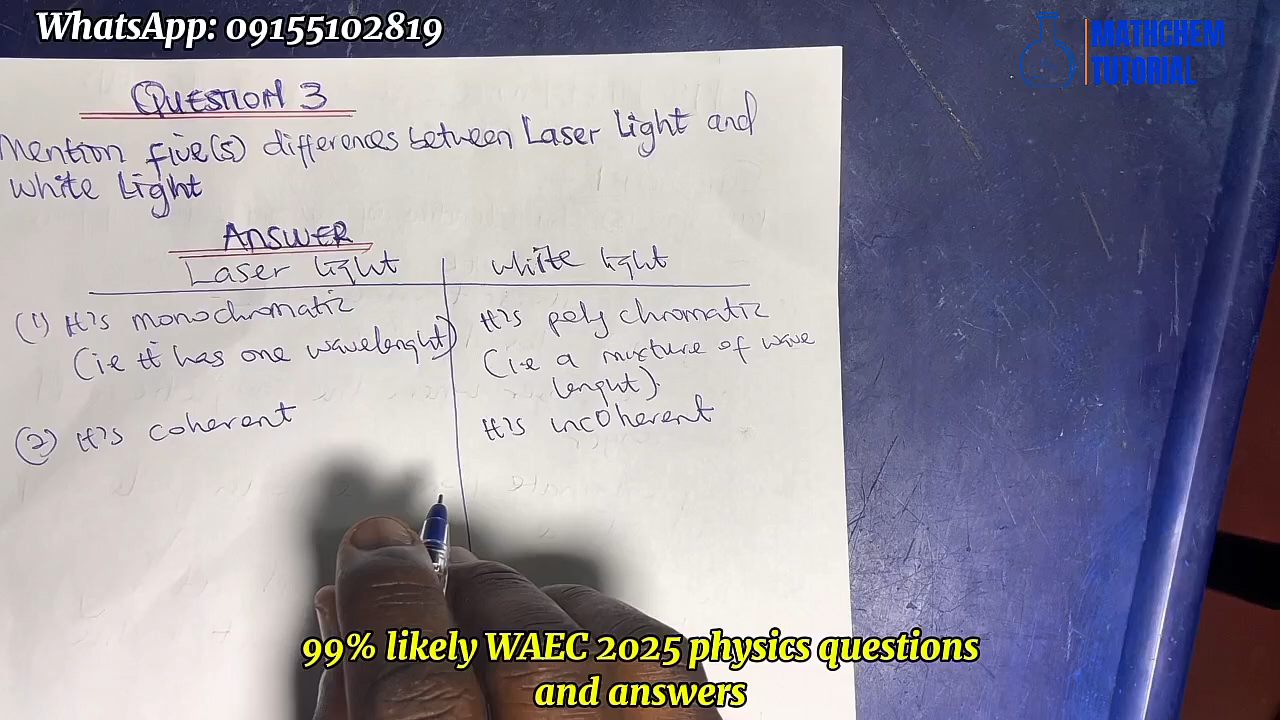 WhatsApp: 09155102819
MATHCHEM
TUTORIAL
QUESTION 3
Mention five(5) differences between Laser Light and
White Light
ANSWER
Laser light
White light
(1) It's monochromatic
(i.e it has one wavelenght)
It's poly chromatic
(i.e a mixture of wave
lenght).
(2) It's coherent
It's incoherent
99% likely WAEC 2025 physics questions
and answers